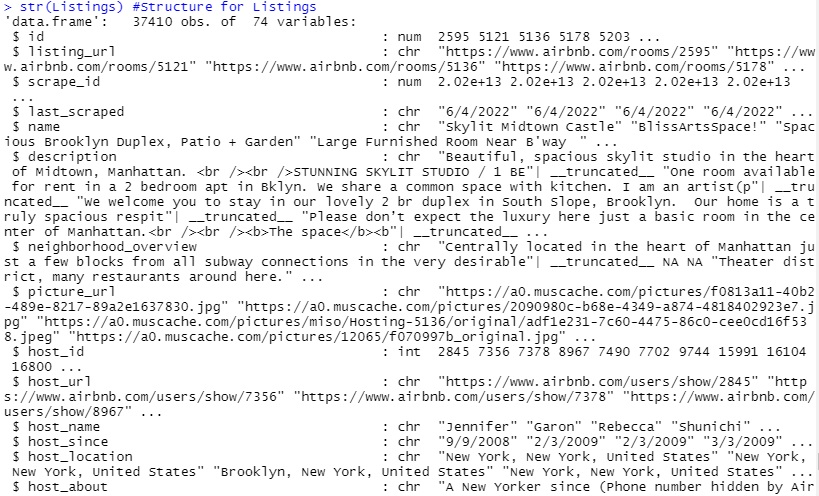 > str(Listings) #Structure for Listings
'data.frame':   37410 obs. of  74 variables:
 $ id                                          : num  2595 5121 5136 5178 5203 ...
 $ listing_url                                 : chr  "https://www.airbnb.com/rooms/2595" "https://ww
w.airbnb.com/rooms/5121" "https://www.airbnb.com/rooms/5136" "https://www.airbnb.com/rooms/5178" ...
 $ scrape_id                                   : num  2.02e+13 2.02e+13 2.02e+13 2.02e+13 2.02e+13
 ...
 $ last_scraped                                : chr  "6/4/2022" "6/4/2022" "6/4/2022" "6/4/2022" ...
 $ name                                        : chr  "Skylit Midtown Castle" "BlissArtsSpace!" "Spac
ious Brooklyn Duplex, Patio + Garden" "Large Furnished Room Near B'way  " ...
 $ description                                 : chr  "Beautiful, spacious skylit studio in the heart
 of Midtown, Manhattan. <br /><br />STUNNING SKYLIT STUDIO / 1 BE"| __truncated__ "One room available
 for rent in a 2 bedroom apt in Bklyn. We share a common space with kitchen. I am an artist(p"| __tru
ncated__ "We welcome you to stay in our lovely 2 br duplex in South Slope, Brooklyn.  Our home is a t
ruly spacious respit"| __truncated__ "Please don’t expect the luxury here just a basic room in the ce
nter of Manhattan.<br /><br /><b>The space</b><b"| __truncated__ ...
 $ neighborhood_overview                       : chr  "Centrally located in the heart of Manhattan ju
st a few blocks from all subway connections in the very desirable"| __truncated__ NA NA "Theater dist
rict, many restaurants around here." ...
 $ picture_url                                 : chr  "https://a0.muscache.com/pictures/f0813a11-40b2
-489e-8217-89a2e1637830.jpg" "https://a0.muscache.com/pictures/2090980c-b68e-4349-a874-4818402923e7.j
pg" "https://a0.muscache.com/pictures/miso/Hosting-5136/original/adf1e231-7c60-4475-86c0-cee0cd16f53
8.jpeg" "https://a0.muscache.com/pictures/12065/f070997b_original.jpg" ...
 $ host_id                                     : int  2845 7356 7378 8967 7490 7702 9744 15991 16104
 16800 ...
 $ host_url                                    : chr  "https://www.airbnb.com/users/show/2845" "http
s://www.airbnb.com/users/show/7356" "https://www.airbnb.com/users/show/7378" "https://www.airbnb.com/
users/show/8967" ...
 $ host_name                                   : chr  "Jennifer" "Garon" "Rebecca" "Shunichi" ...
 $ host_since                                  : chr  "9/9/2008" "2/3/2009" "2/3/2009" "3/3/2009" ...
 $ host_location                               : chr  "New York, New York, United States" "New York,
 New York, United States" "Brooklyn, New York, United States" "New York, New York, United States" ...
 $ host_about                                  : chr  "A New Yorker since (Phone number hidden by Air